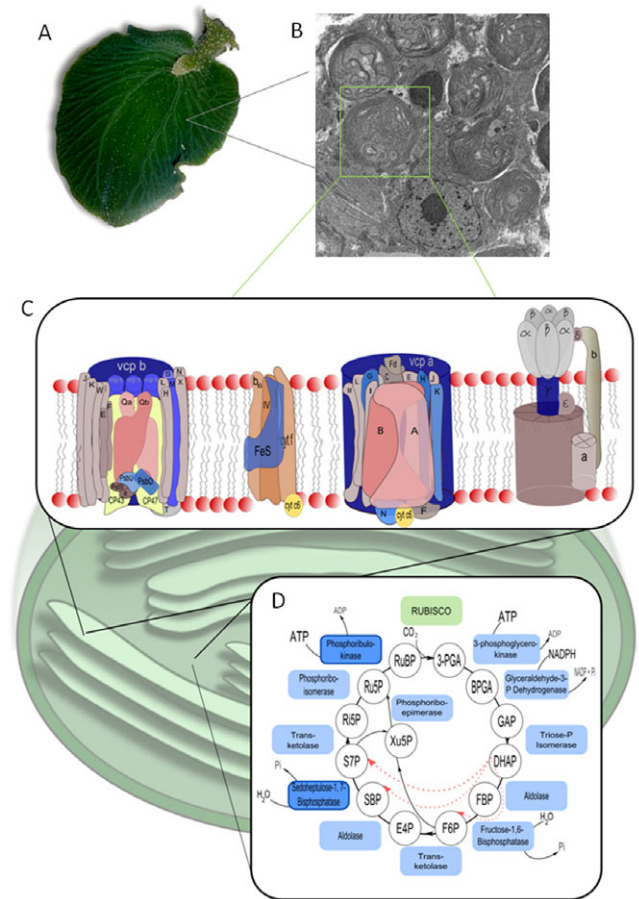 A
B
C
vcp b
J
K
W
I
E
F
Qa
Qb
N
X
M
L
H
PsbO
CP43
CP47
T
b6
IV
FeS
cyt f
cyt c6
vcp a
Fd
M
L
G
I
C
E
H
J
K
B
A
N
cyt c6
F
β
α
β
α
β
α
δ
b
γ
ε
a
D
RUBISCO
ADP
ATP
Phosphoribulo-
kinase
CO2
RuBP
3-PGA
ATP
3-phosphoglycero-
kinase
ADP
NADPH
Glyceraldehyde-3-
P Dehydrogenase
NADP + Pi
Phosphoribo-
isomerase
Ru5P
BPGA
Phosphoribo-
epimerase
Ri5P
Xu5P
GAP
Trans-
ketolase
S7P
DHAP
Triose-P
Isomerase
Pi
Sedoheptulose-1, 7-
Bisphosphatase
H2O
SBP
FBP
Aldolase
Aldolase
E4P
F6P
Fructose-1,6-
Bisphosphatase
H2O
Pi
Trans-
ketolase